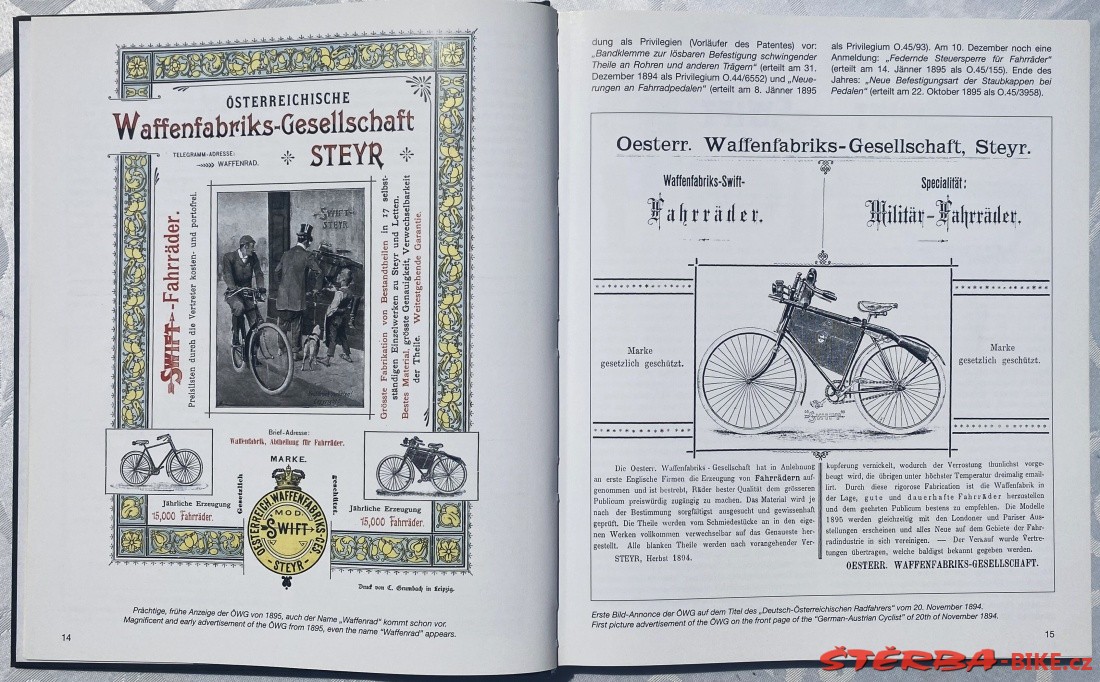 ÖSTERREICHISCHE
Waffenfabriks-Gesellschaft
STEYR
TELEGRAMM-ADRESSE:
WAFFENRAD.
SWIFT-Fahrräder.
Preislisten durch die Vertreter kosten- und portofrei.
SWIFT
STEYR
Grösste Fabrikation von Bestandtheilen in 17 selbst-
ständigen Einzelwerken zu Steyr und Letten.
Bestes Material, grösste Genauigkeit, Verwechselbarkeit
der Theile. Weitestgehende Garantie.
Brief-Adresse:
Waffenfabrik, Abtheilung für Fahrräder.
MARKE.
Gesetzlich
geschützt.
OESTERREICH. WAFFENFABRIKS-GES.
MOD.
SWIFT
STEYR
Jährliche Erzeugung
15,000 Fahrräder.
Jährliche Erzeugung
15,000 Fahrräder.
Druck von C. Grumbach in Leipzig.
Prächtige, frühe Anzeige der ÖWG von 1895, auch der Name „Waffenrad" kommt schon vor.
Magnificent and early advertisement of the ÖWG from 1895, even the name "Waffenrad" appears.
14
dung als Privilegien (Vorläufer des Patentes) vor:
„Bandklemme zur lösbaren Befestigung schwingender
Theile an Rohren und anderen Trägern" (erteilt am 31.
Dezember 1894 als Privilegium O.44/6552) und „Neue-
rungen an Fahrradpedalen" (erteilt am 8. Jänner 1895
als Privilegium O.45/93). Am 10. Dezember noch eine
Anmeldung: „Federnde Steuersperre für Fahrräder"
(erteilt am 14. Jänner 1895 als O.45/155). Ende des
Jahres: „Neue Befestigungsart der Staubkappen bei
Pedalen" (erteilt am 22. Oktober 1895 als O.45/3958).
Oesterr. Waffenfabriks-Gesellschaft, Steyr.
Waffenfabriks-Swift-
Fahrräder.
Specialität:
Militär-Fahrräder.
Marke
gesetzlich geschützt.
Marke
gesetzlich geschützt.
Die Oesterr. Waffenfabriks-Gesellschaft hat in Anlehnung
an erste Englische Firmen die Erzeugung von Fahrrädern auf-
genommen und ist bestrebt, Räder bester Qualität dem grösseren
Publicum preiswürdig zugängig zu machen. Das Material wird je
nach der Bestimmung sorgfältigst ausgesucht und gewissenhaft
geprüft. Die Theile werden vom Schmiedestücke an in den eige-
nen Werken vollkommen verwechselbar auf das Genaueste her-
gestellt. Alle blanken Theile werden nach vorangehender Ver-
STEYR, Herbst 1894.
kupferung vernickelt, wodurch der Verrostung thunlichst vorge-
beugt wird, die übrigen unter höchster Temperatur dreimal email-
lirt. Durch diese rigorose Fabrication ist die Waffenfabrik in
der Lage, gute und dauerhafte Fahrräder herzustellen
und dem geehrten Publicum bestens zu empfehlen. Die Modelle
1895 werden gleichzeitig mit den Londoner und Pariser Aus-
stellungen erscheinen und alles Neue auf dem Gebiete der Fahr-
radindustrie in sich vereinigen. — Der Verkauf wurde Vertre-
tungen übertragen, welche baldigst bekannt gegeben werden.
OESTERR. WAFFENFABRIKS-GESELLSCHAFT.
Erste Bild-Annonce der ÖWG auf dem Titel des „Deutsch-Österreichischen Radfahrers" vom 20. November 1894.
First picture advertisement of the ÖWG on the front page of the "German-Austrian Cyclist" of 20th of November 1894.
15
ŠTĚRBA-BIKE.cz